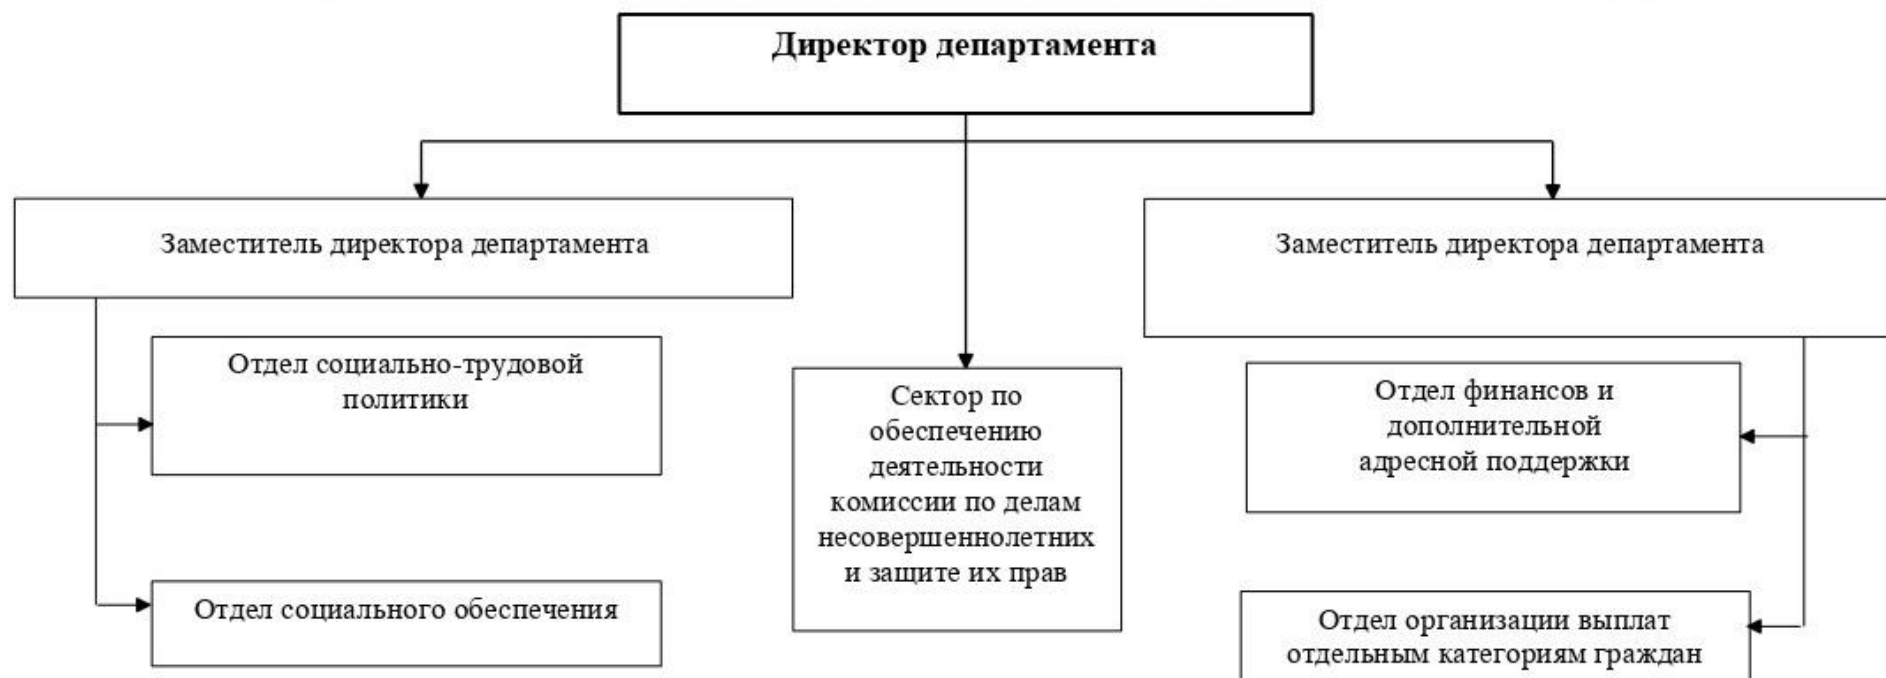 Директор департамента
Заместитель директора департамента
Заместитель директора департамента
Отдел социально-трудовой
политики
Сектор по
обеспечению
деятельности
комиссии по делам
несовершеннолетних
и защите их прав
Отдел финансов и
дополнительной
адресной поддержки
Отдел социального обеспечения
Отдел организации выплат
отдельным категориям граждан